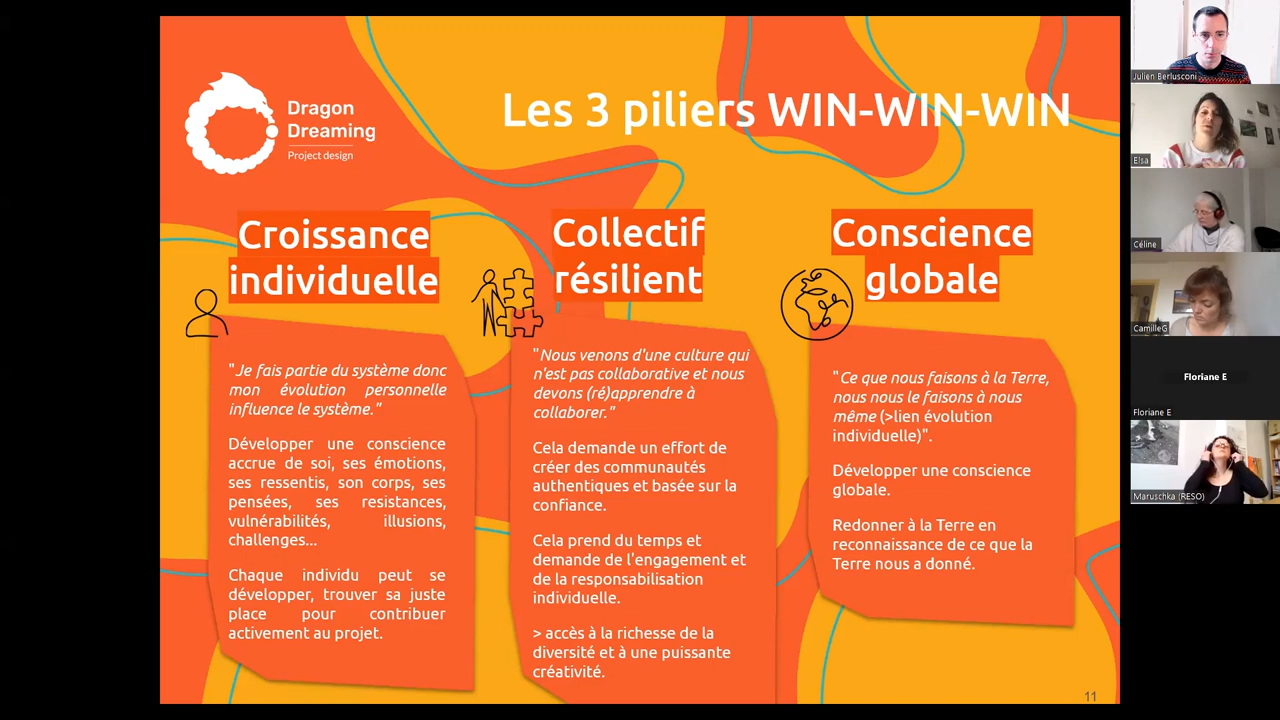 Dragon
Dreaming
Project design
Les 3 piliers WIN-WIN-WIN
Croissance
individuelle
"Je fais partie du système donc
mon évolution personnelle
influence le système."
Développer une conscience
accrue de soi, ses émotions,
ses ressentis, son corps, ses
pensées, ses resistances,
vulnérabilités, illusions,
challenges...
Chaque individu peut se
développer, trouver sa juste
place pour contribuer
activement au projet.
Collectif
résilient
"Nous venons d'une culture qui
n'est pas collaborative et nous
devons (ré)apprendre à
collaborer."
Cela demande un effort de
créer des communautés
authentiques et basée sur la
confiance.
Cela prend du temps et
demande de l'engagement et
de la responsabilisation
individuelle.
> accès à la richesse de la
diversité et à une puissante
créativité.
Conscience
globale
"Ce que nous faisons à la Terre,
nous nous le faisons à nous
même (>lien évolution
individuelle)".
Développer une conscience
globale.
Redonner à la Terre en
reconnaissance de ce que la
Terre nous a donné.
11
Julien Berlusconi
Elsa
Céline
CamilleG
Floriane E
Floriane E
Maruschka (RESO)